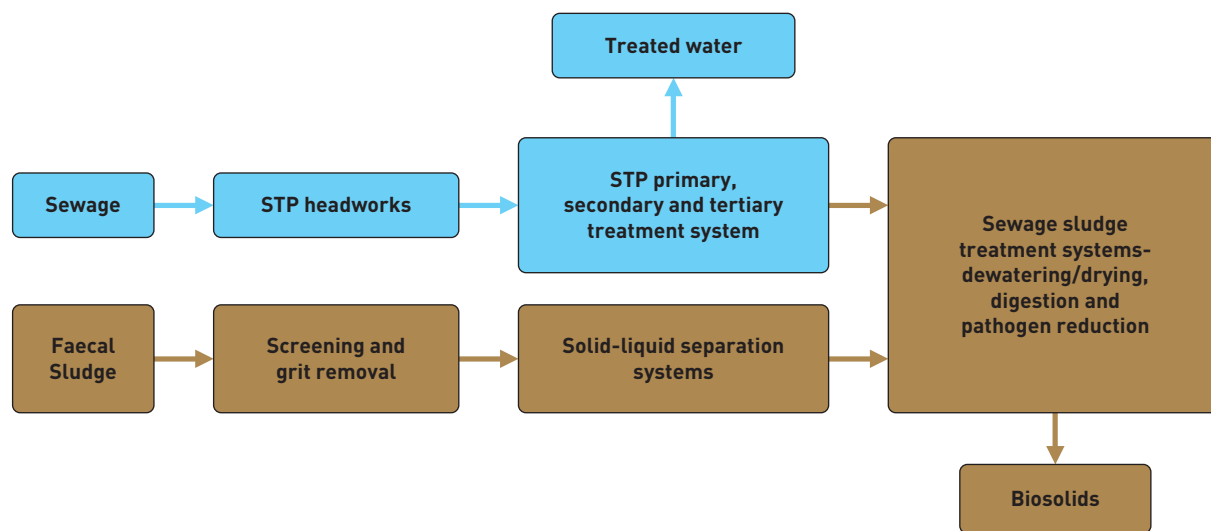 Treated water
Sewage
STP headworks
STP primary,
secondary and tertiary
treatment system
Sewage sludge
treatment systems-
dewatering/drying,
digestion and
pathogen reduction
Faecal
Sludge
Screening and
grit removal
Solid-liquid separation
systems
Biosolids